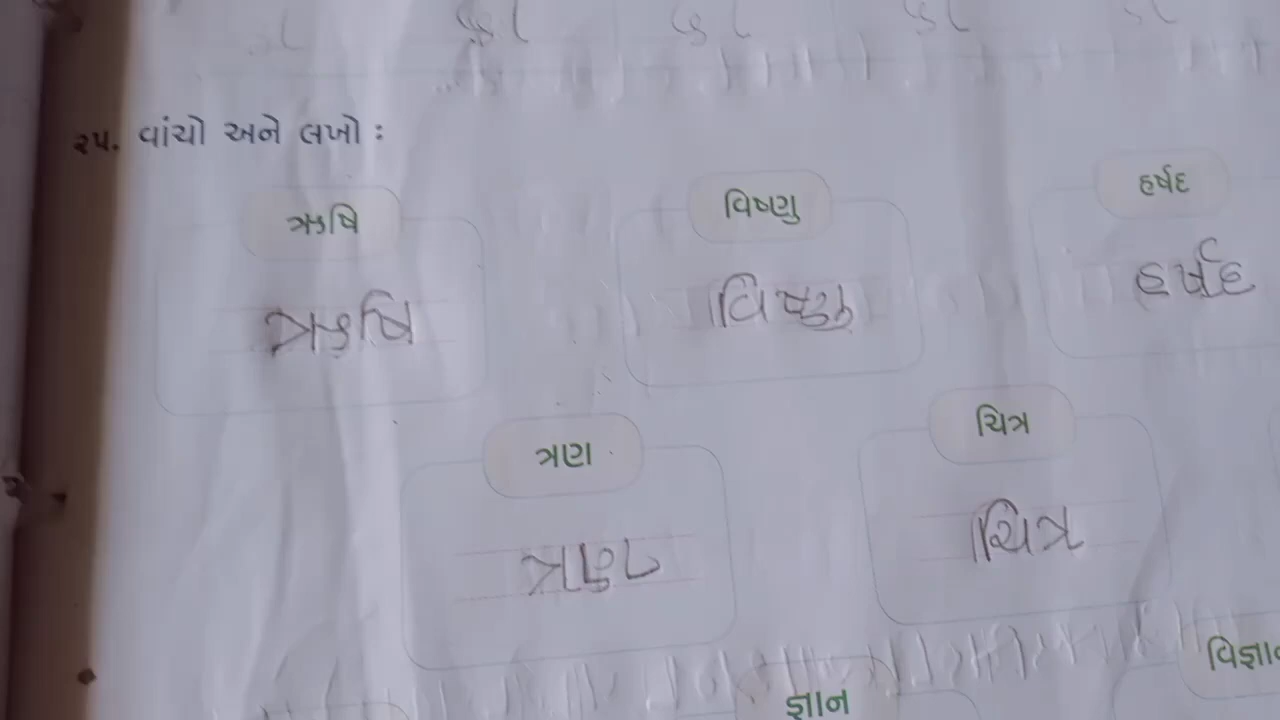 ૨૫. વાંચો અને લખો :
ઋષિ વિષ્ણુ હર્ષદ
ઋષિ વિષ્ણુ હર્ષદ
ત્રણ ચિત્ર
ત્રણ ચિત્ર
જ્ઞાન